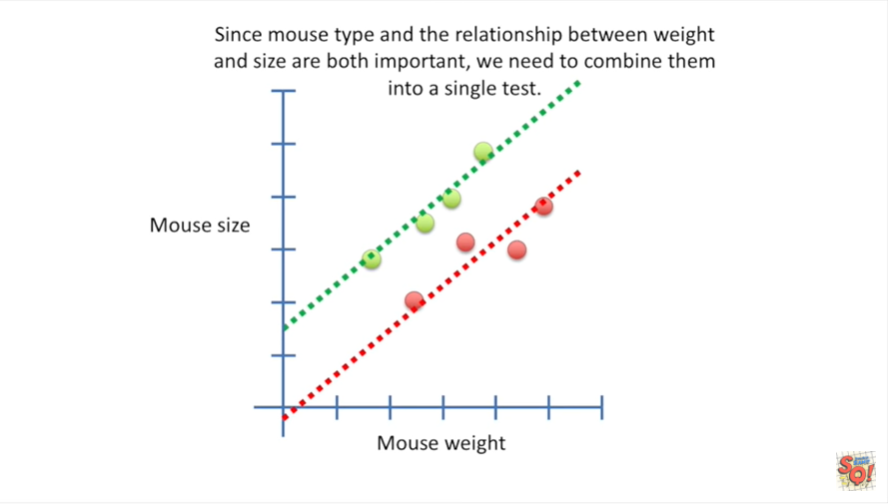 Since mouse type and the relationship between weight
and size are both important, we need to combine them
into a single test.
Mouse size
Mouse weight
SQ!